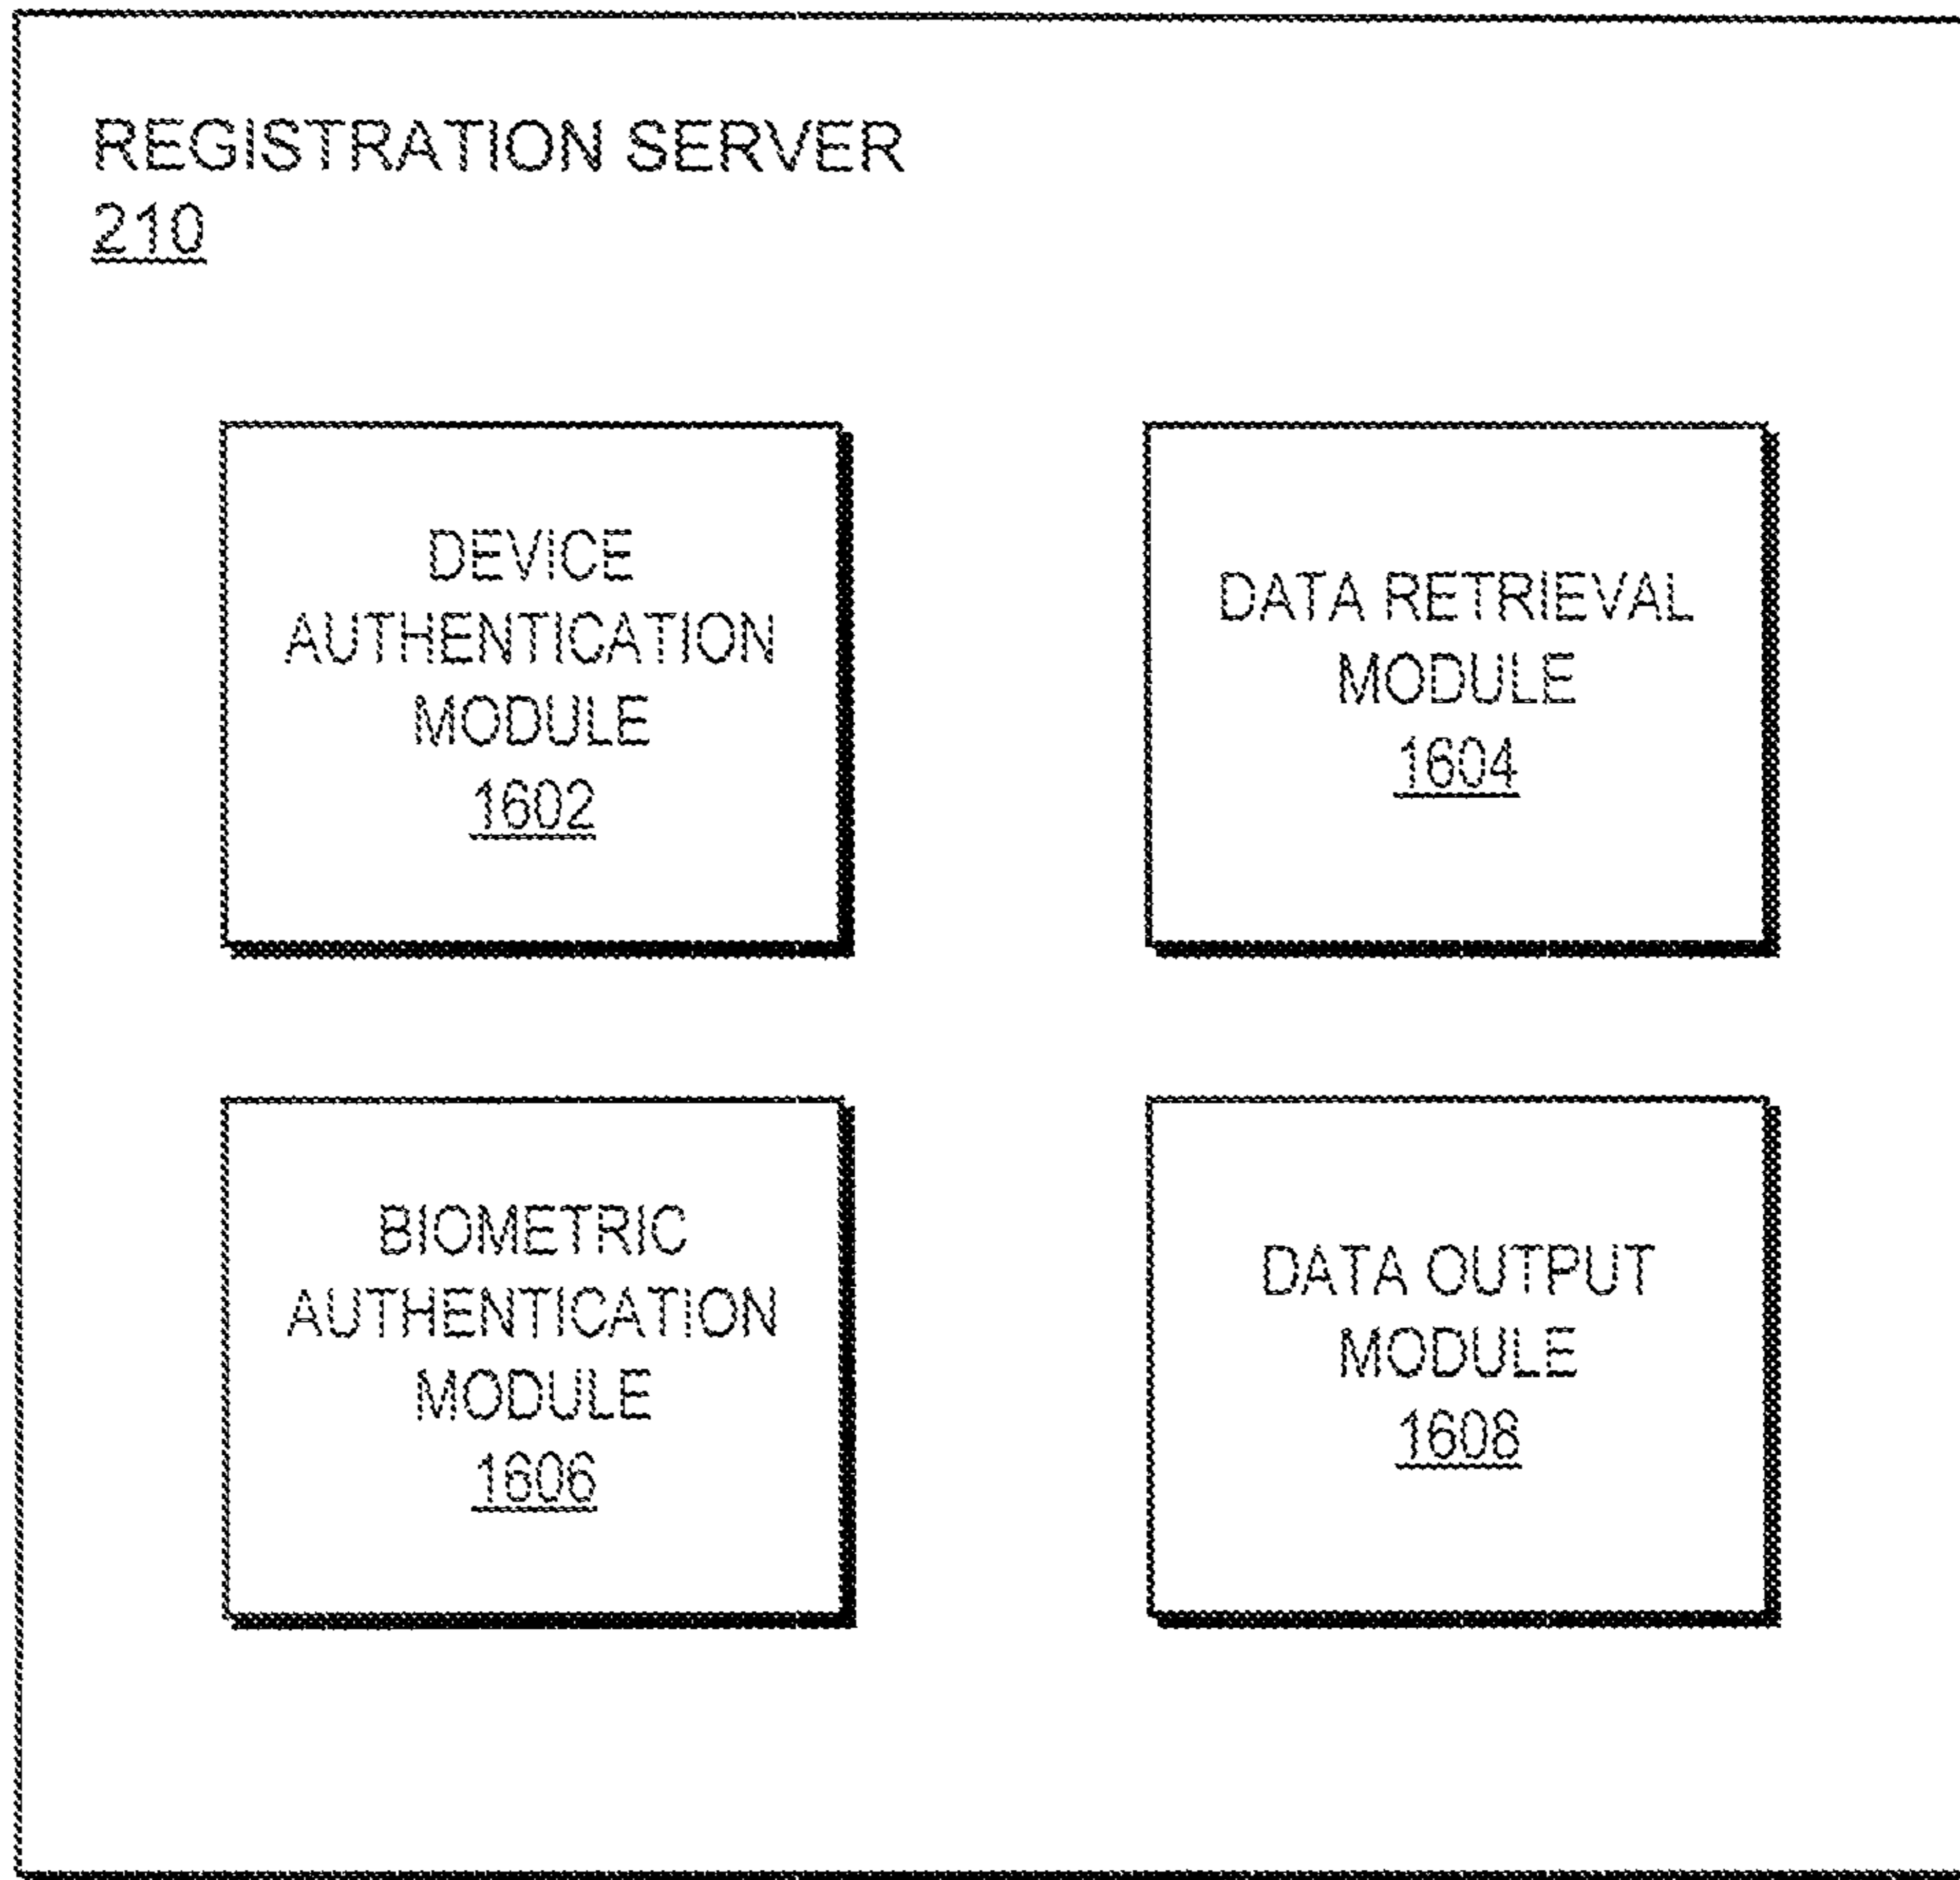 REGISTRATION SERVER
210
DEVICE
AUTHENTICATION
MODULE
1602
DATA RETRIEVAL
MODULE
1604
BIOMETRIC
AUTHENTICATION
MODULE
1606
DATA OUTPUT
MODULE
1608